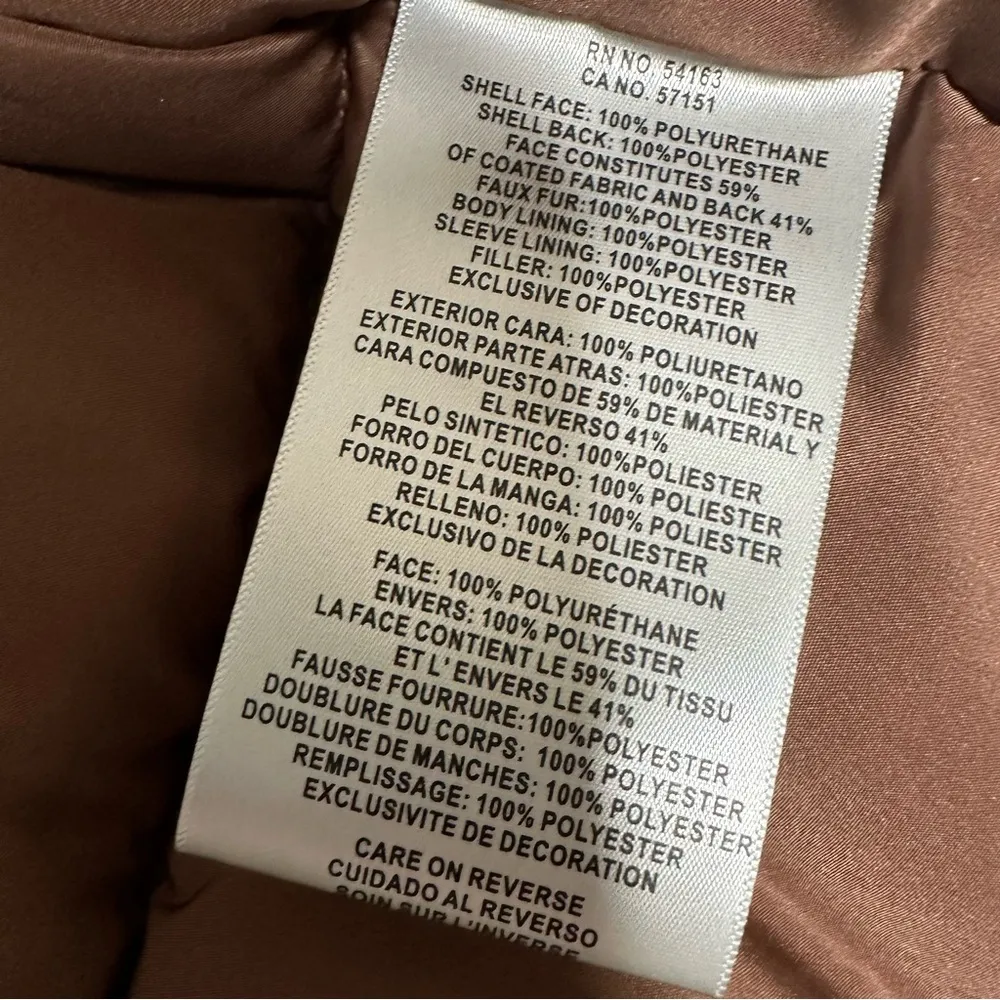 RN NO. 54163
CA NO. 57151
SHELL FACE: 100% POLYURETHANE
SHELL BACK: 100%POLYESTER
FACE CONSTITUTES 59%
OF COATED FABRIC AND BACK 41%
FAUX FUR:100%POLYESTER
BODY LINING: 100%POLYESTER
SLEEVE LINING: 100%POLYESTER
FILLER: 100%POLYESTER
EXCLUSIVE OF DECORATION
EXTERIOR CARA: 100% POLIURETANO
EXTERIOR PARTE ATRAS: 100%POLIESTER
CARA COMPUESTO DE 59% DE MATERIAL Y
EL REVERSO 41%
PELO SINTETICO: 100%POLIESTER
FORRO DEL CUERPO: 100% POLIESTER
FORRO DE LA MANGA: 100% POLIESTER
RELLENO: 100% POLIESTER
EXCLUSIVO DE LA DECORATION
FACE: 100% POLYURÉTHANE
ENVERS: 100% POLYESTER
LA FACE CONTIENT LE 59% DU TISSU
ET L' ENVERS LE 41%
FAUSSE FOURRURE:100%POLYESTER
DOUBLURE DU CORPS: 100% POLYESTER
DOUBLURE DE MANCHES: 100% POLYESTER
REMPLISSAGE: 100% POLYESTER
EXCLUSIVITE DE DECORATION
CARE ON REVERSE
CUIDADO AL REVERSO
SOIN SUR L'INVERSE